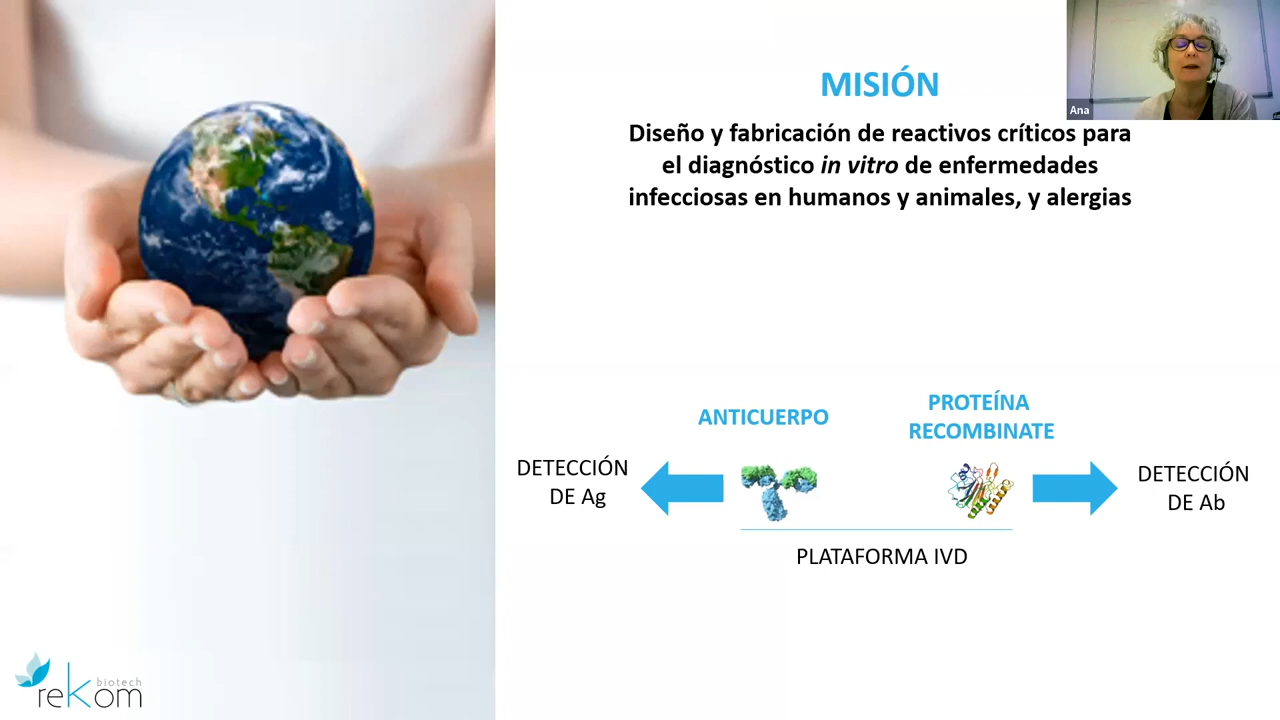 MISIÓN
Ana
Diseño y fabricación de reactivos críticos para
el diagnóstico in vitro de enfermedades
infecciosas en humanos y animales, y alergias
ANTICUERPO
PROTEÍNA
RECOMBINATE
DETECCIÓN
DE Ag
DETECCIÓN
DE Ab
PLATAFORMA IVD
biotech
rekom